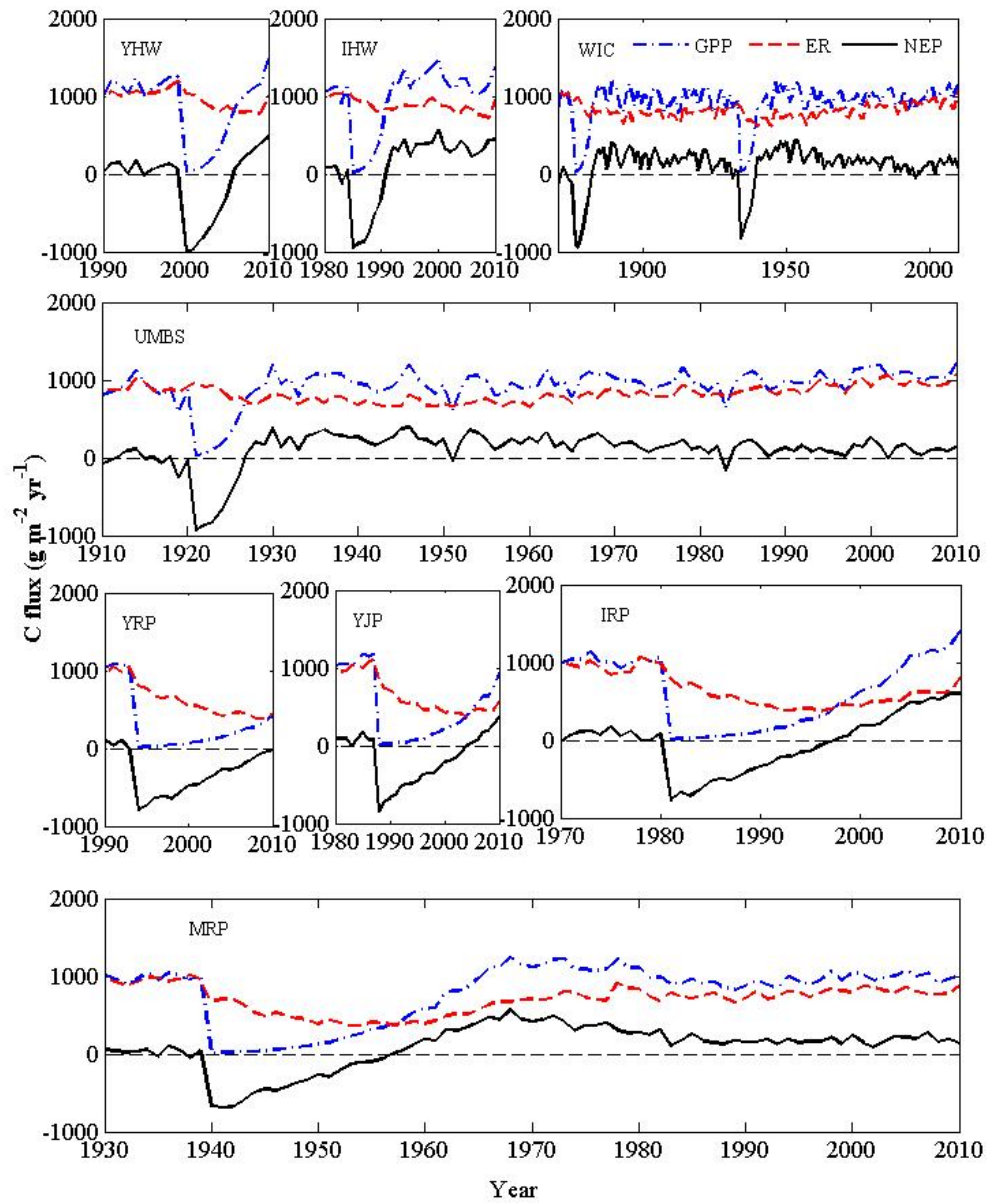 2000
1000
0
-1000
YHW
1990 2000 2010
2000
1000
0
-1000
IHW
1980 1990 2000 2010
2000
1000
0
-1000
WIC GPP ER NEP
1900 1950 2000
2000
1000
0
1000
UMBS
1910 1920 1930 1940 1950 1960 1970 1980 1990 2000 2010
C flux (g m⁻² yr⁻¹)
2000
1000
0
-1000
YRP
1990 2000 2010
2000
1000
0
-1000
YJP
1980 1990 2000 2010
2000
1000
0
-1000
IRP
1970 1980 1990 2000 2010
2000
1000
0
-1000
MRP
1930 1940 1950 1960 1970 1980 1990 2000 2010
Year